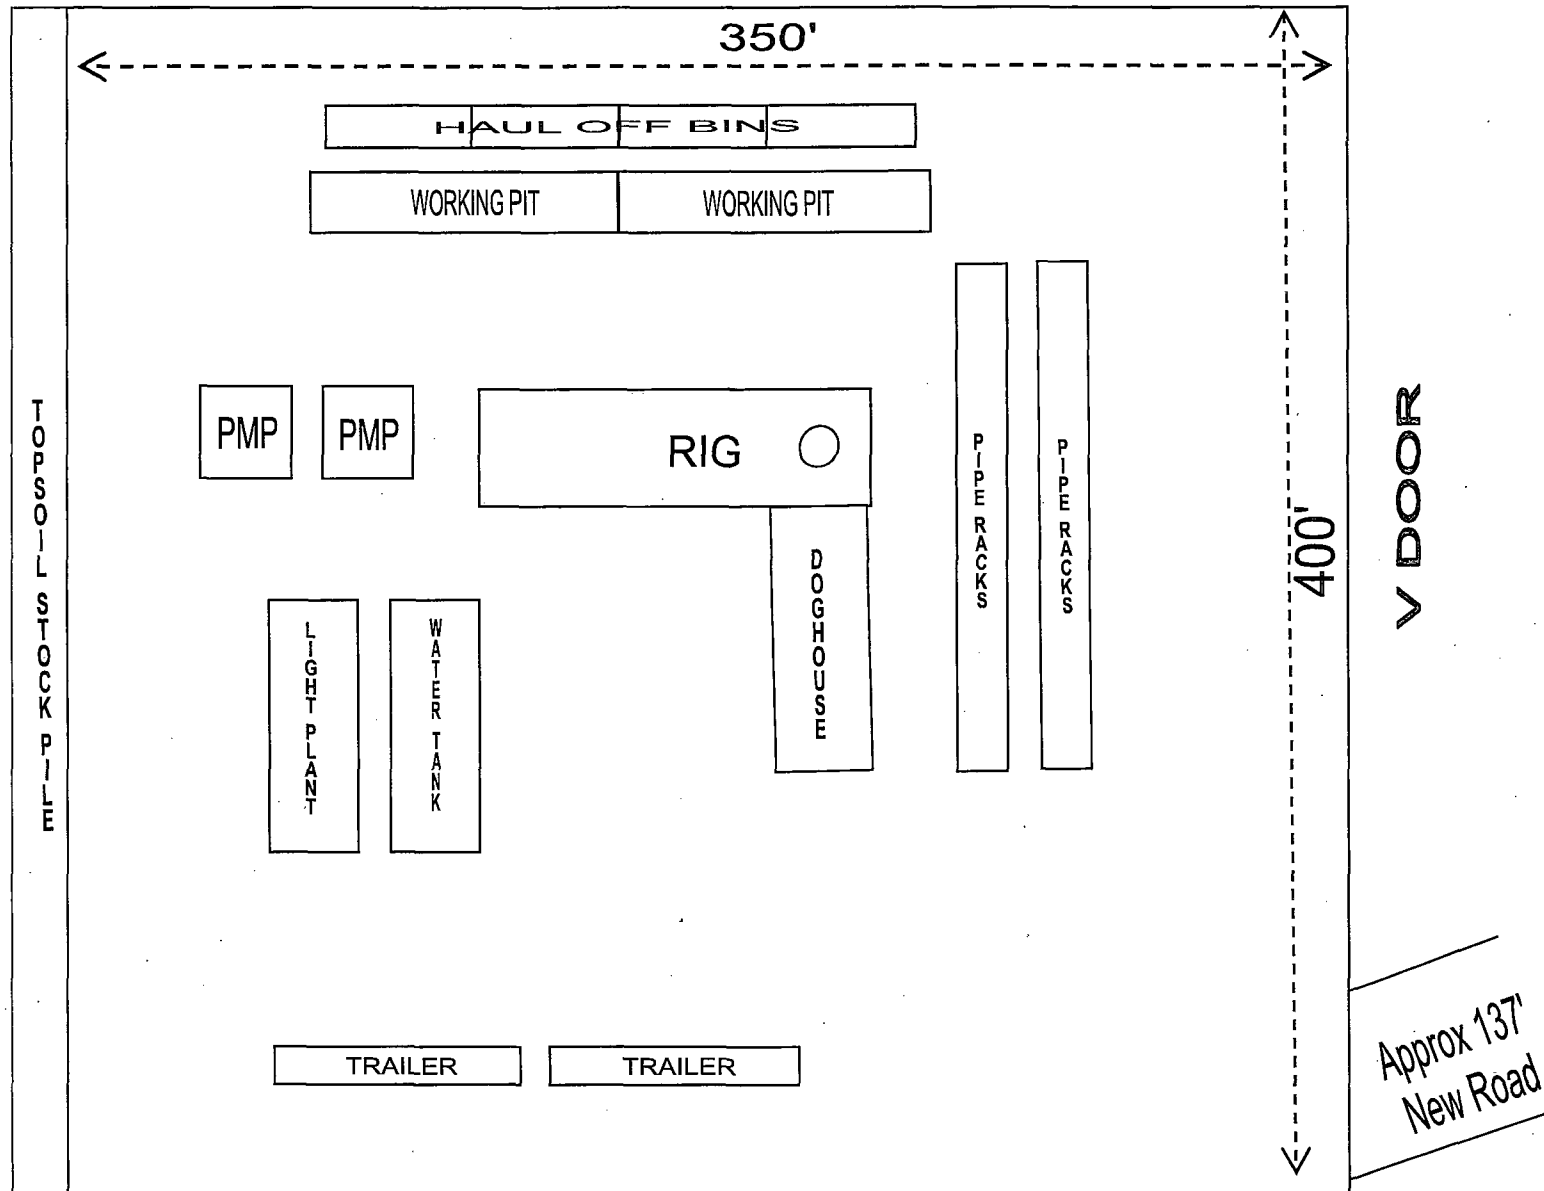 350'
HAUL OFF BINS
WORKING PIT
WORKING PIT
PMP
PMP
RIG
PIPE RACKS
PIPE RACKS
V DOOR
400'
TOPSOIL STOCK PILE
DOGHOUSE
LIGHT PLANT
WATER TANK
Approx 137'
New Road
TRAILER
TRAILER